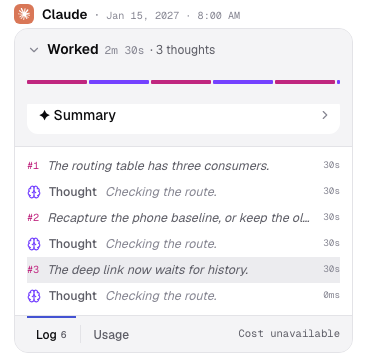 Claude · Jan 15, 2027 · 8:00 AM
Worked 2m 30s · 3 thoughts
Summary
#1 The routing table has three consumers. 30s
Thought Checking the route. 30s
#2 Recapture the phone baseline, or keep the ol… 30s
Thought Checking the route. 30s
#3 The deep link now waits for history. 30s
Thought Checking the route. 0ms
Log 6 Usage Cost unavailable